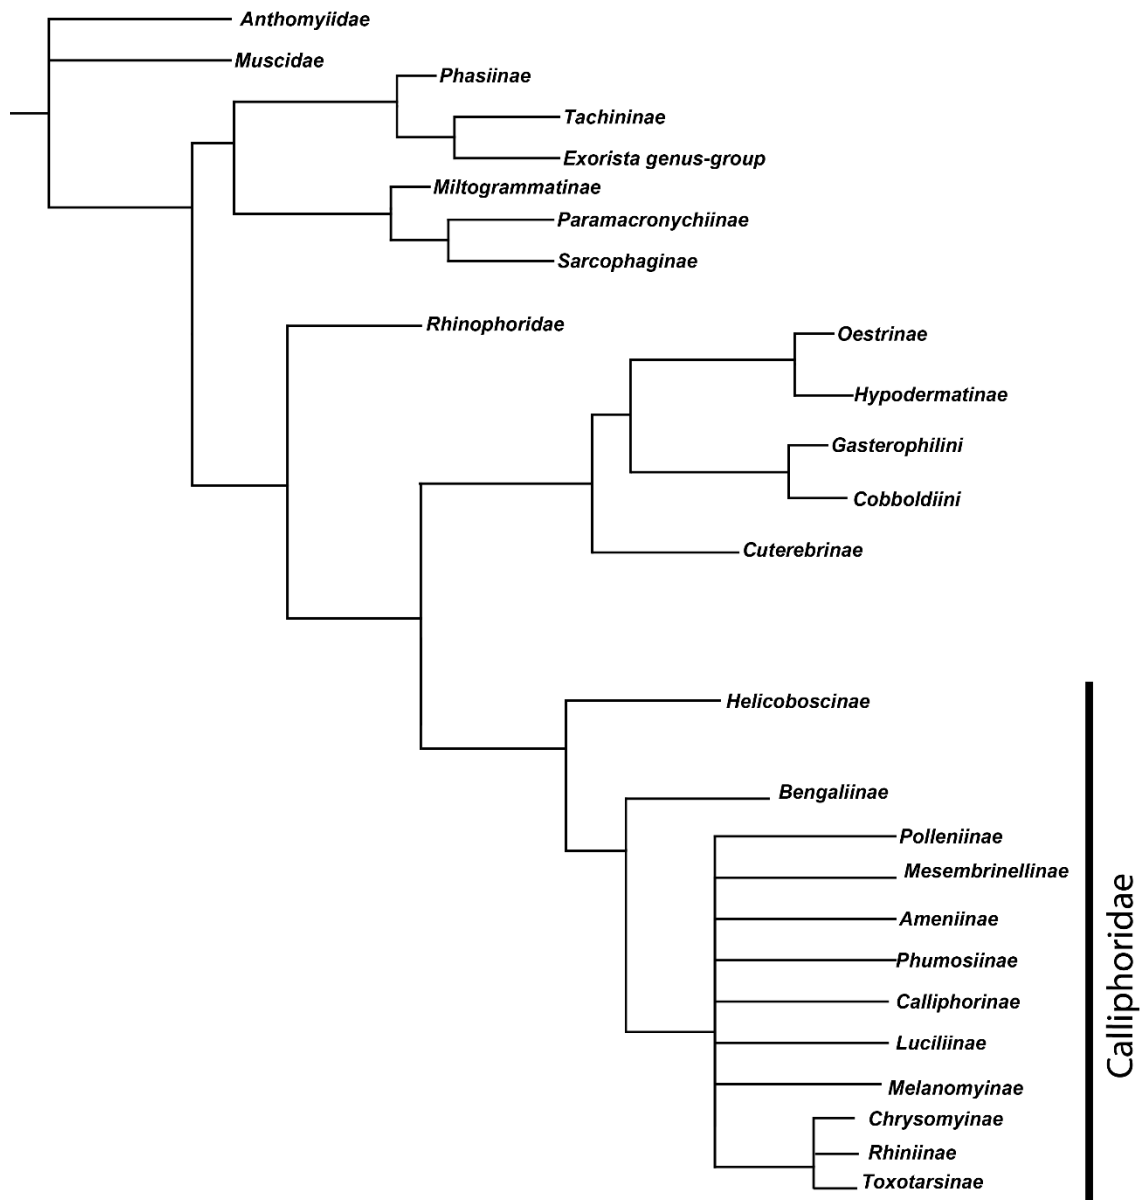 Anthomyiidae
Muscidae
Phasiinae
Tachininae
Exorista genus-group
Miltogrammatinae
Paramacronychiinae
Sarcophaginae
Rhinophoridae
Oestrinae
Hypodermatinae
Gasterophilini
Cobboldiini
Cuterebrinae
Helicoboscinae
Bengaliinae
Polleniinae
Mesembrinellinae
Ameniinae
Phumosiinae
Calliphorinae
Luciliinae
Melanomyinae
Chrysomyinae
Rhiniinae
Toxotarsinae
Calliphoridae